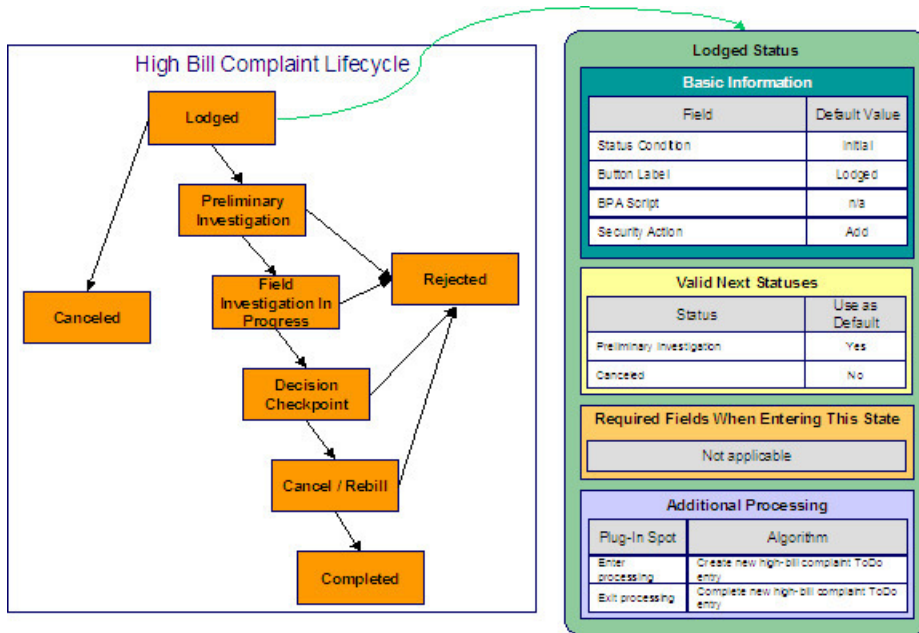 High Bill Complaint Lifecycle
Lodged
Preliminary
Investigation
Rejected
Field
Investigation In
Progress
Canceled
Decision
Checkpoint
Cancel / Rebill
Completed
Lodged Status
Basic Information
Field Default Value
Status Condition Initial
Button Label Lodged
BPA Script n/a
Security Action Add
Valid Next Statuses
Status Use as
Default
Preliminary Investigation Yes
Canceled No
Required Fields When Entering This State
Not applicable
Additional Processing
Plug-In Spot Algorithm
Enter
processing
Create new high-bill complaint ToDo
entry
Exit processing
Complete new high-bill complaint ToDo
entry